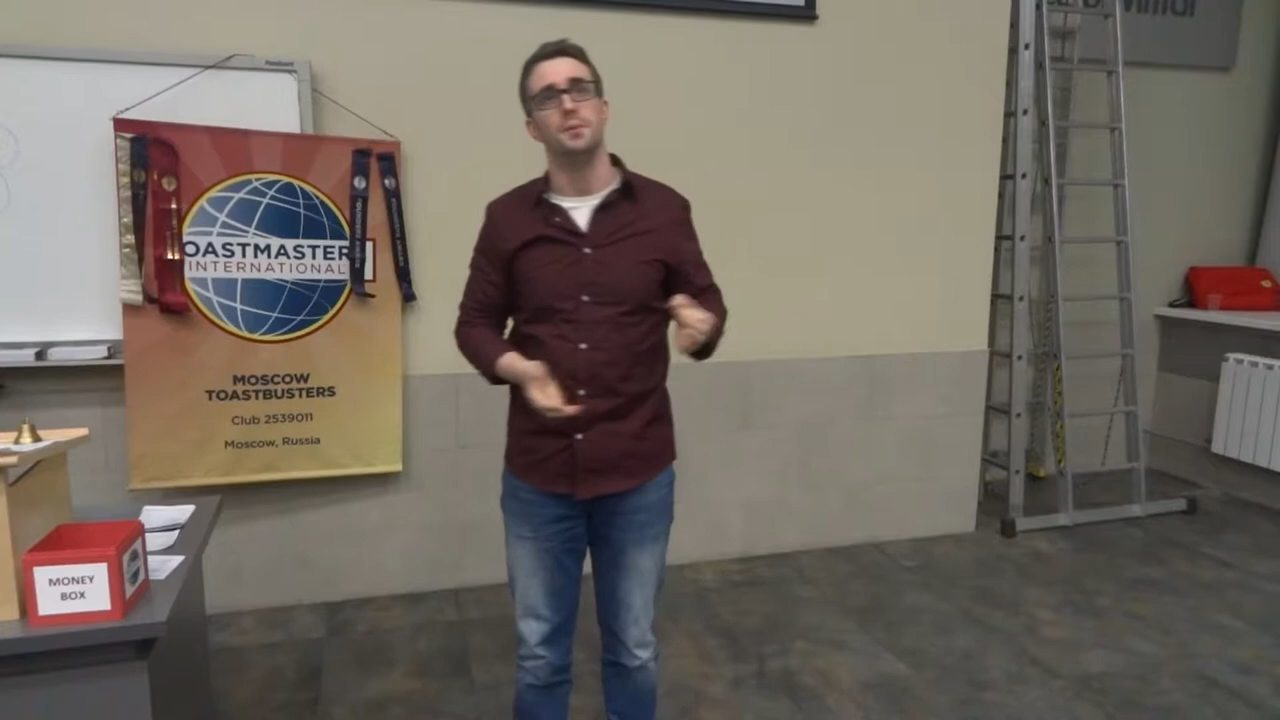 OASTMASTER
INTERNATIONAL
MOSCOW
TOASTBUSTERS
Club 2539011
Moscow, Russia
MONEY
BOX